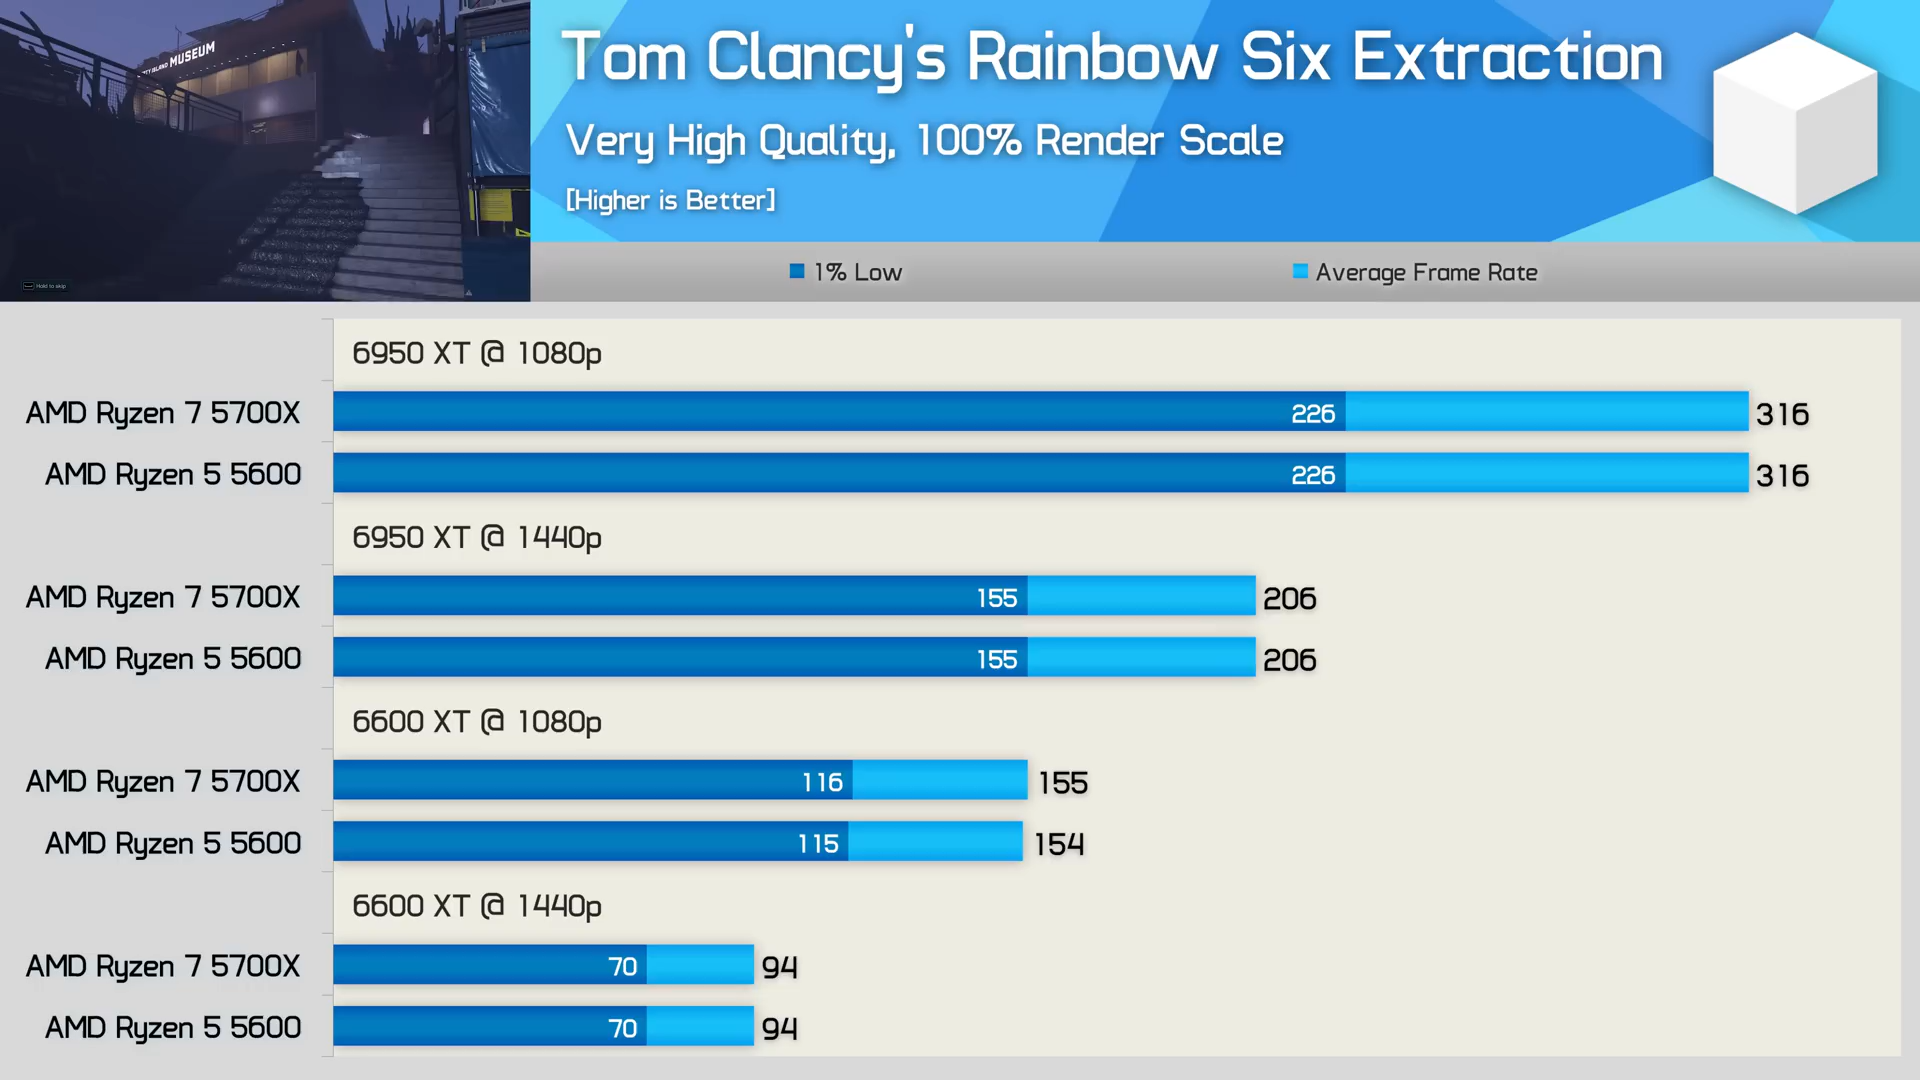 MUSEUM
Hold to skip
Tom Clancy's Rainbow Six Extraction
Very High Quality, 100% Render Scale
[Higher is Better]
1% Low
Average Frame Rate
6950 XT @ 1080p
AMD Ryzen 7 5700X 226 316
AMD Ryzen 5 5600 226 316
6950 XT @ 1440p
AMD Ryzen 7 5700X 155 206
AMD Ryzen 5 5600 155 206
6600 XT @ 1080p
AMD Ryzen 7 5700X 116 155
AMD Ryzen 5 5600 115 154
6600 XT @ 1440p
AMD Ryzen 7 5700X 70 94
AMD Ryzen 5 5600 70 94